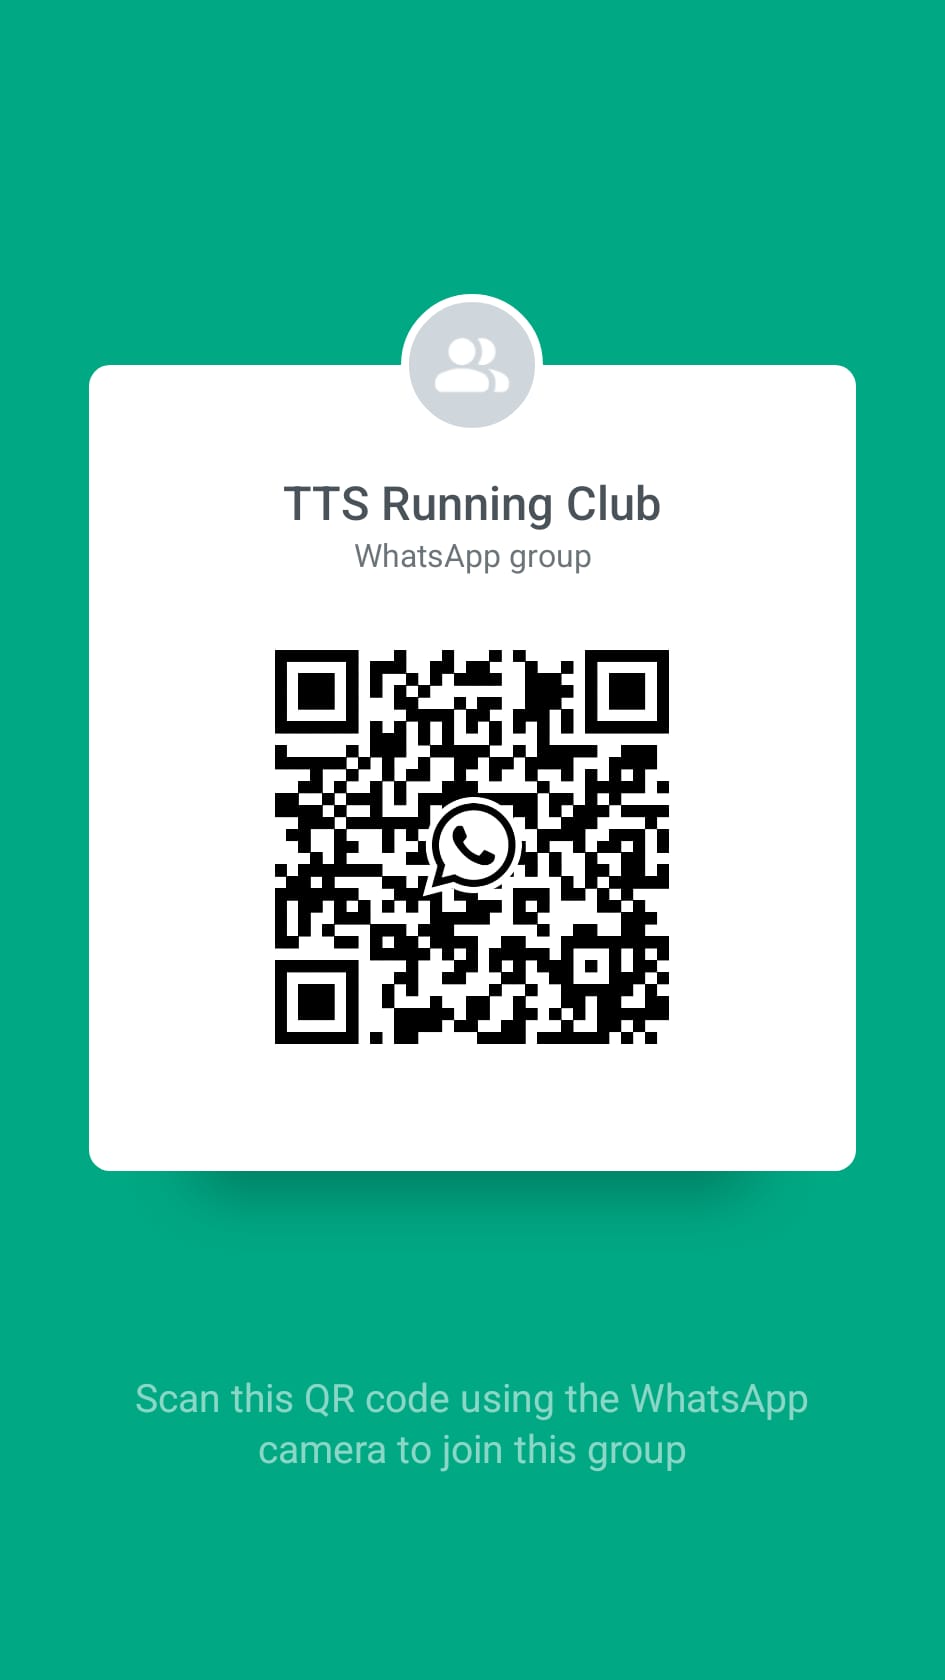 TTS Running Club
WhatsApp group
Scan this QR code using the WhatsApp
camera to join this group